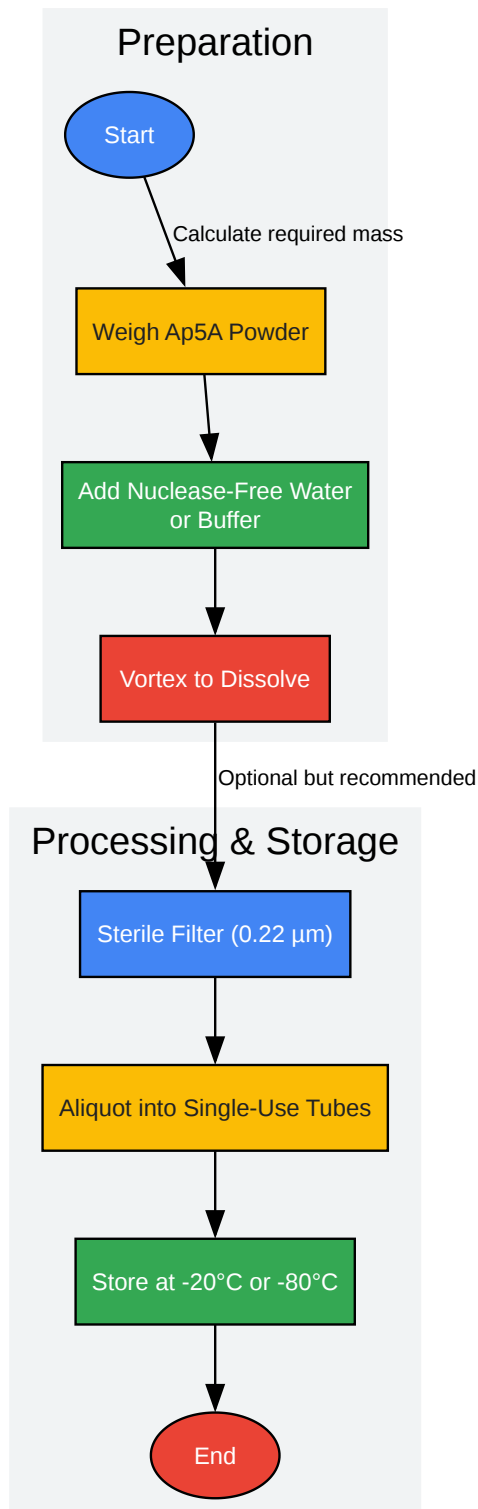 Preparation
Start
Calculate required mass
Weigh Ap5A Powder
Add Nuclease-Free Water
or Buffer
Vortex to Dissolve
Optional but recommended
Processing & Storage
Sterile Filter (0.22 µm)
Aliquot into Single-Use Tubes
Store at -20°C or -80°C
End